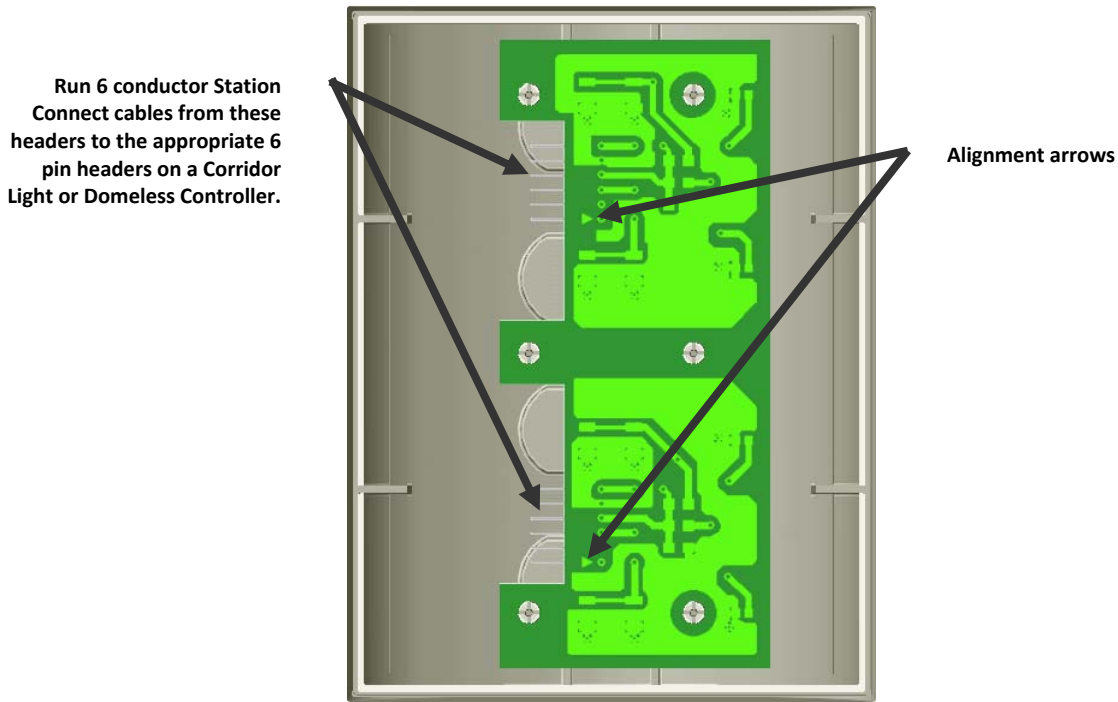 Run 6 conductor Station
Connect cables from these
headers to the appropriate 6
pin headers on a Corridor
Light or Domeless Controller.
Alignment arrows